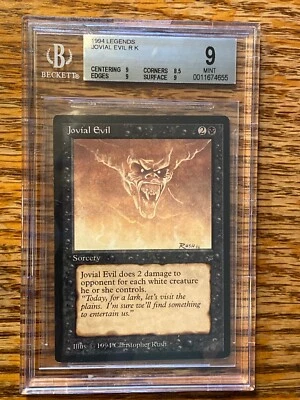 1994 LEGENDS
JOVIAL EVIL R K
BECKETT
CENTERING 9 CORNERS 9.5
EDGES 9 SURFACE 9
9
MINT
0011674655
Jovial Evil 2
Sorcery
Jovial Evil does 2 damage to
opponent for each white creature
he or she controls.
"Today, for a lark, let's visit the
plains. I'm sure we'll find something
to entertain us."
Illus. © 1994 Christopher Rush